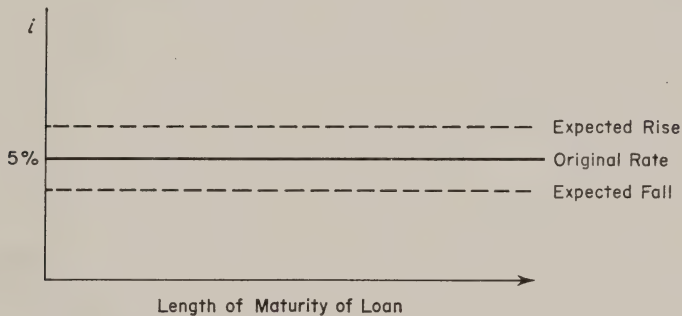 i
Expected Rise
5%
Original Rate
Expected Fall
Length of Maturity of Loan